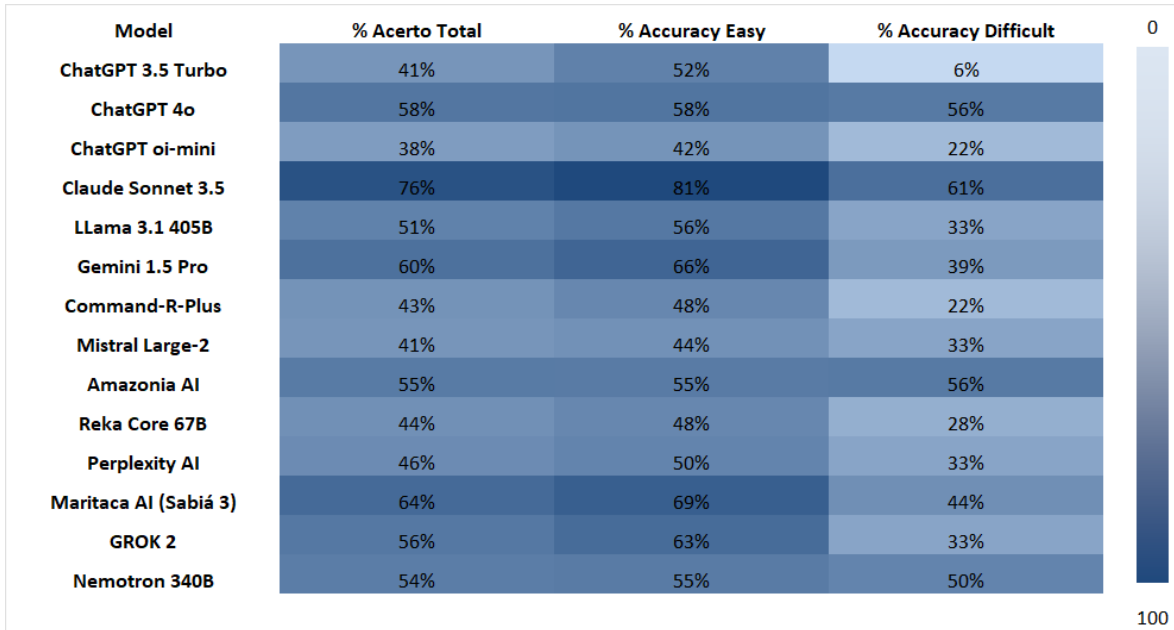 Model % Acerto Total % Accuracy Easy % Accuracy Difficult 0
ChatGPT 3.5 Turbo 41% 52% 6%
ChatGPT 4o 58% 58% 56%
ChatGPT oi-mini 38% 42% 22%
Claude Sonnet 3.5 76% 81% 61%
LLama 3.1 405B 51% 56% 33%
Gemini 1.5 Pro 60% 66% 39%
Command-R-Plus 43% 48% 22%
Mistral Large-2 41% 44% 33%
Amazonia AI 55% 55% 56%
Reka Core 67B 44% 48% 28%
Perplexity AI 46% 50% 33%
Maritaca AI (Sabiá 3) 64% 69% 44%
GROK 2 56% 63% 33%
Nemotron 340B 54% 55% 50%
100